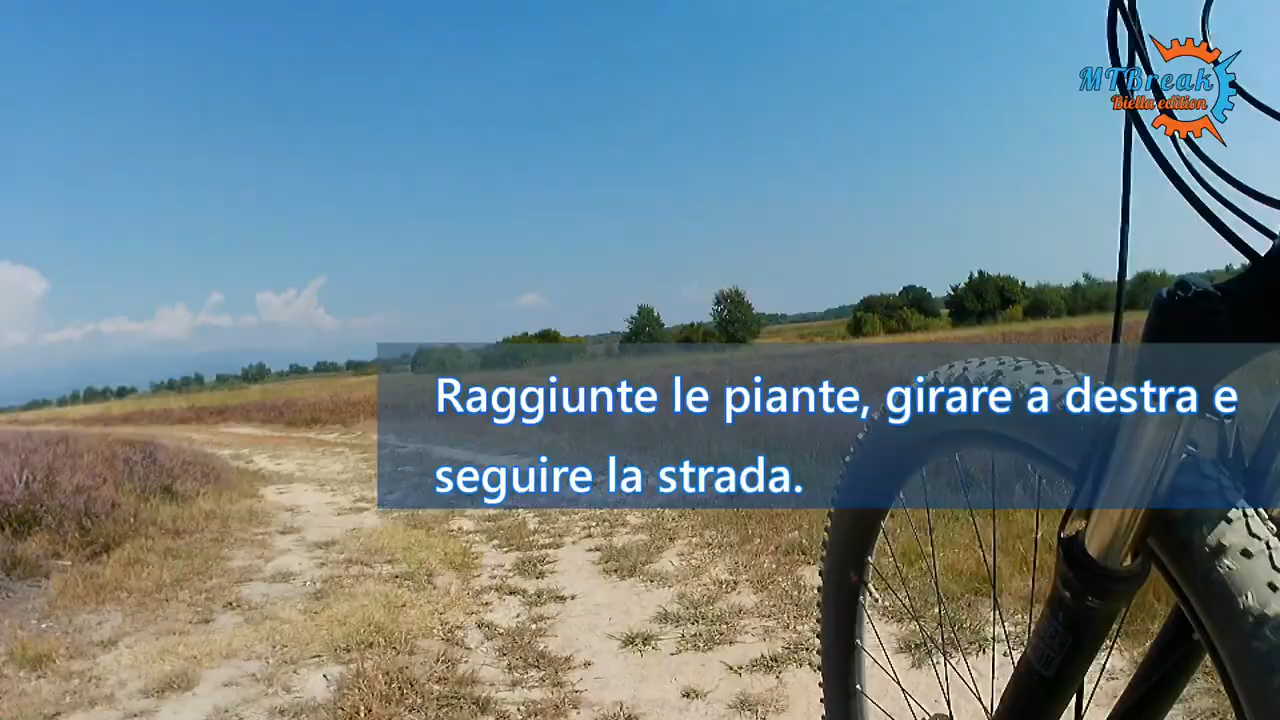 MTBreak
Biella edition
Raggiunte le piante, girare a destra e
seguire la strada.